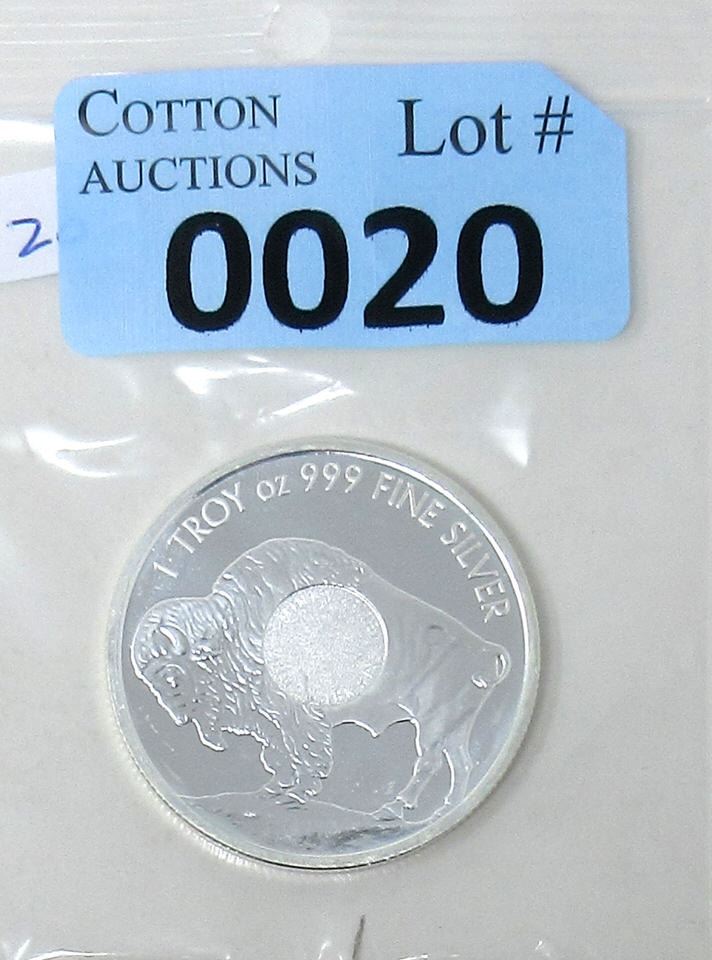 COTTON
AUCTIONS
Lot #
0020
1 TROY oz 999 FINE SILVER